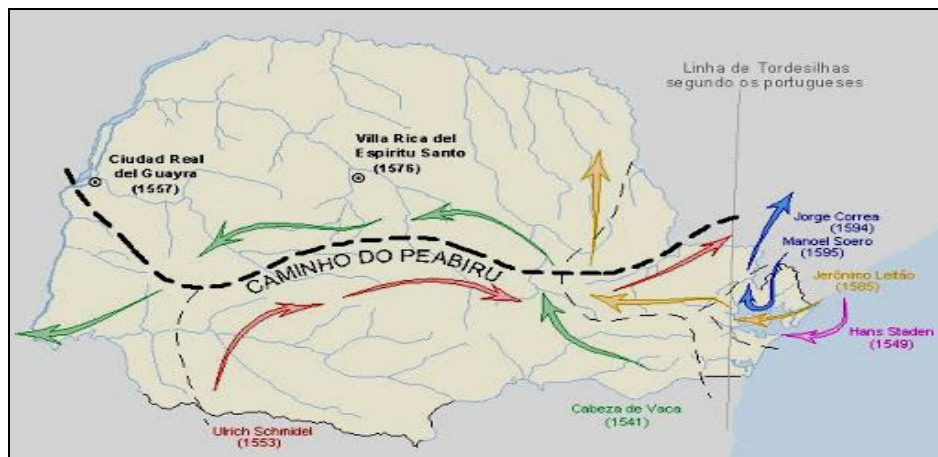 Linha de Tordesilhas
segundo os portugueses
Villa Rica del
Espiritu Santo
(1576)
Ciudad Real
del Guayra
(1557)
CAMINHO DO PEABIRU
Jorge Correa
(1594)
Manoel Soero
(1595)
Jerônimo Leitão
(1585)
Hans Staden
(1549)
Cabeza de Vaca
(1541)
Ulrich Schmidel
(1553)